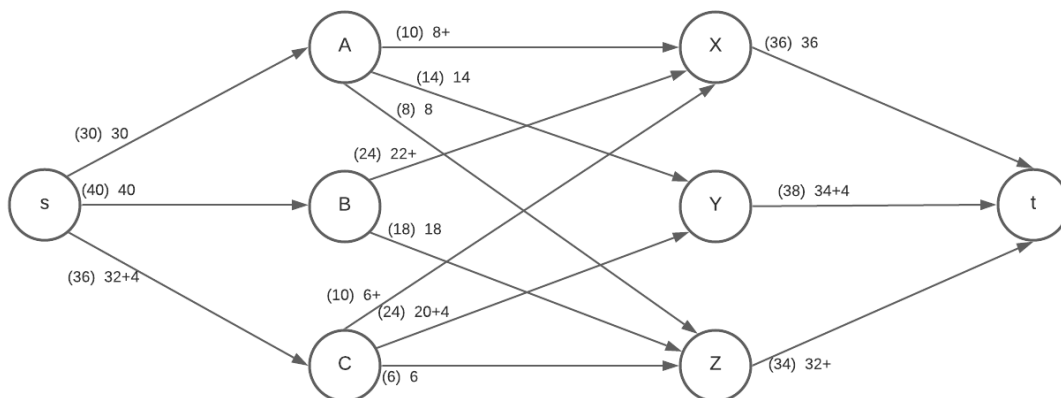 A
(10) 8+
X
(36) 36
(14) 14
(8) 8
(30) 30
(24) 22+
s
(40) 40
B
Y
(38) 34+4
t
(18) 18
(36) 32+4
(10) 6+
(24) 20+4
C
(6) 6
Z
(34) 32+